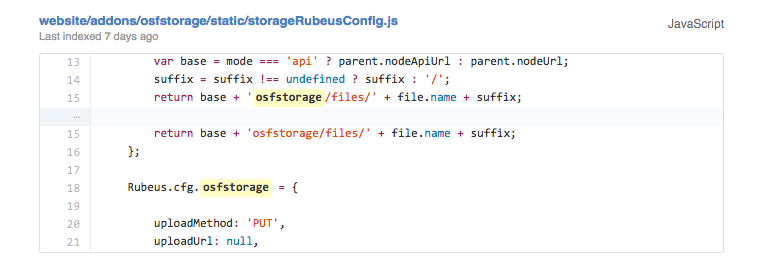 website/addons/osfstorage/static/storageRubeusConfig.js
JavaScript
Last indexed 7 days ago
13 var base = mode === 'api' ? parent.nodeApiUrl : parent.nodeUrl;
14 suffix = suffix !== undefined ? suffix : '/';
15 return base + 'osfstorage/files/' + file.name + suffix;
...
15 return base + 'osfstorage/files/' + file.name + suffix;
16 };
17
18 Rubeus.cfg.osfstorage = {
19
20 uploadMethod: 'PUT',
21 uploadUrl: null,